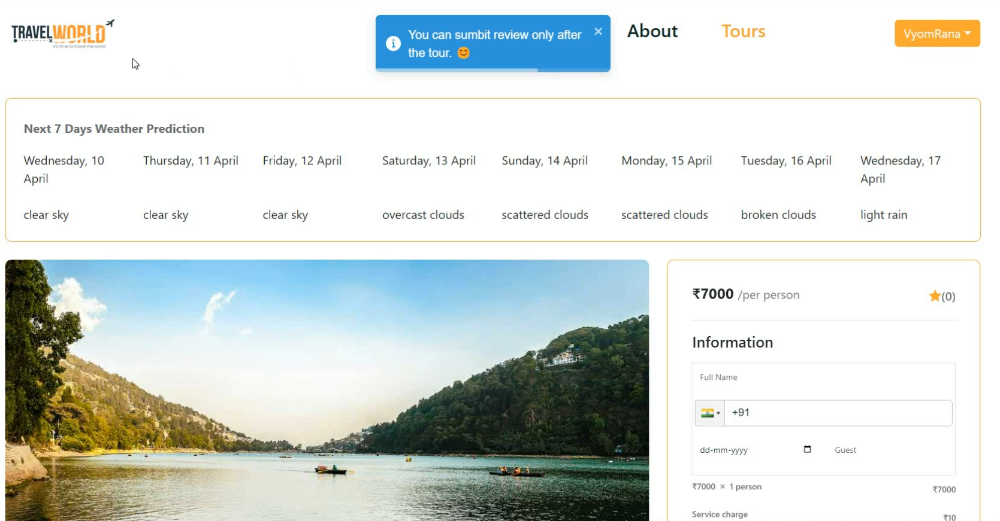 TRAVELWORLD
it's time to travel the world
You can sumbit review only after
the tour. 😊
About
Tours
VyomRana
Next 7 Days Weather Prediction
Wednesday, 10
April
Thursday, 11 April
Friday, 12 April
Saturday, 13 April
Sunday, 14 April
Monday, 15 April
Tuesday, 16 April
Wednesday, 17
April
clear sky
clear sky
clear sky
overcast clouds
scattered clouds
scattered clouds
broken clouds
light rain
₹7000 /per person
(0)
Information
Full Name
+91
dd-mm-yyyy
Guest
₹7000 × 1 person
₹7000
Service charge
₹10